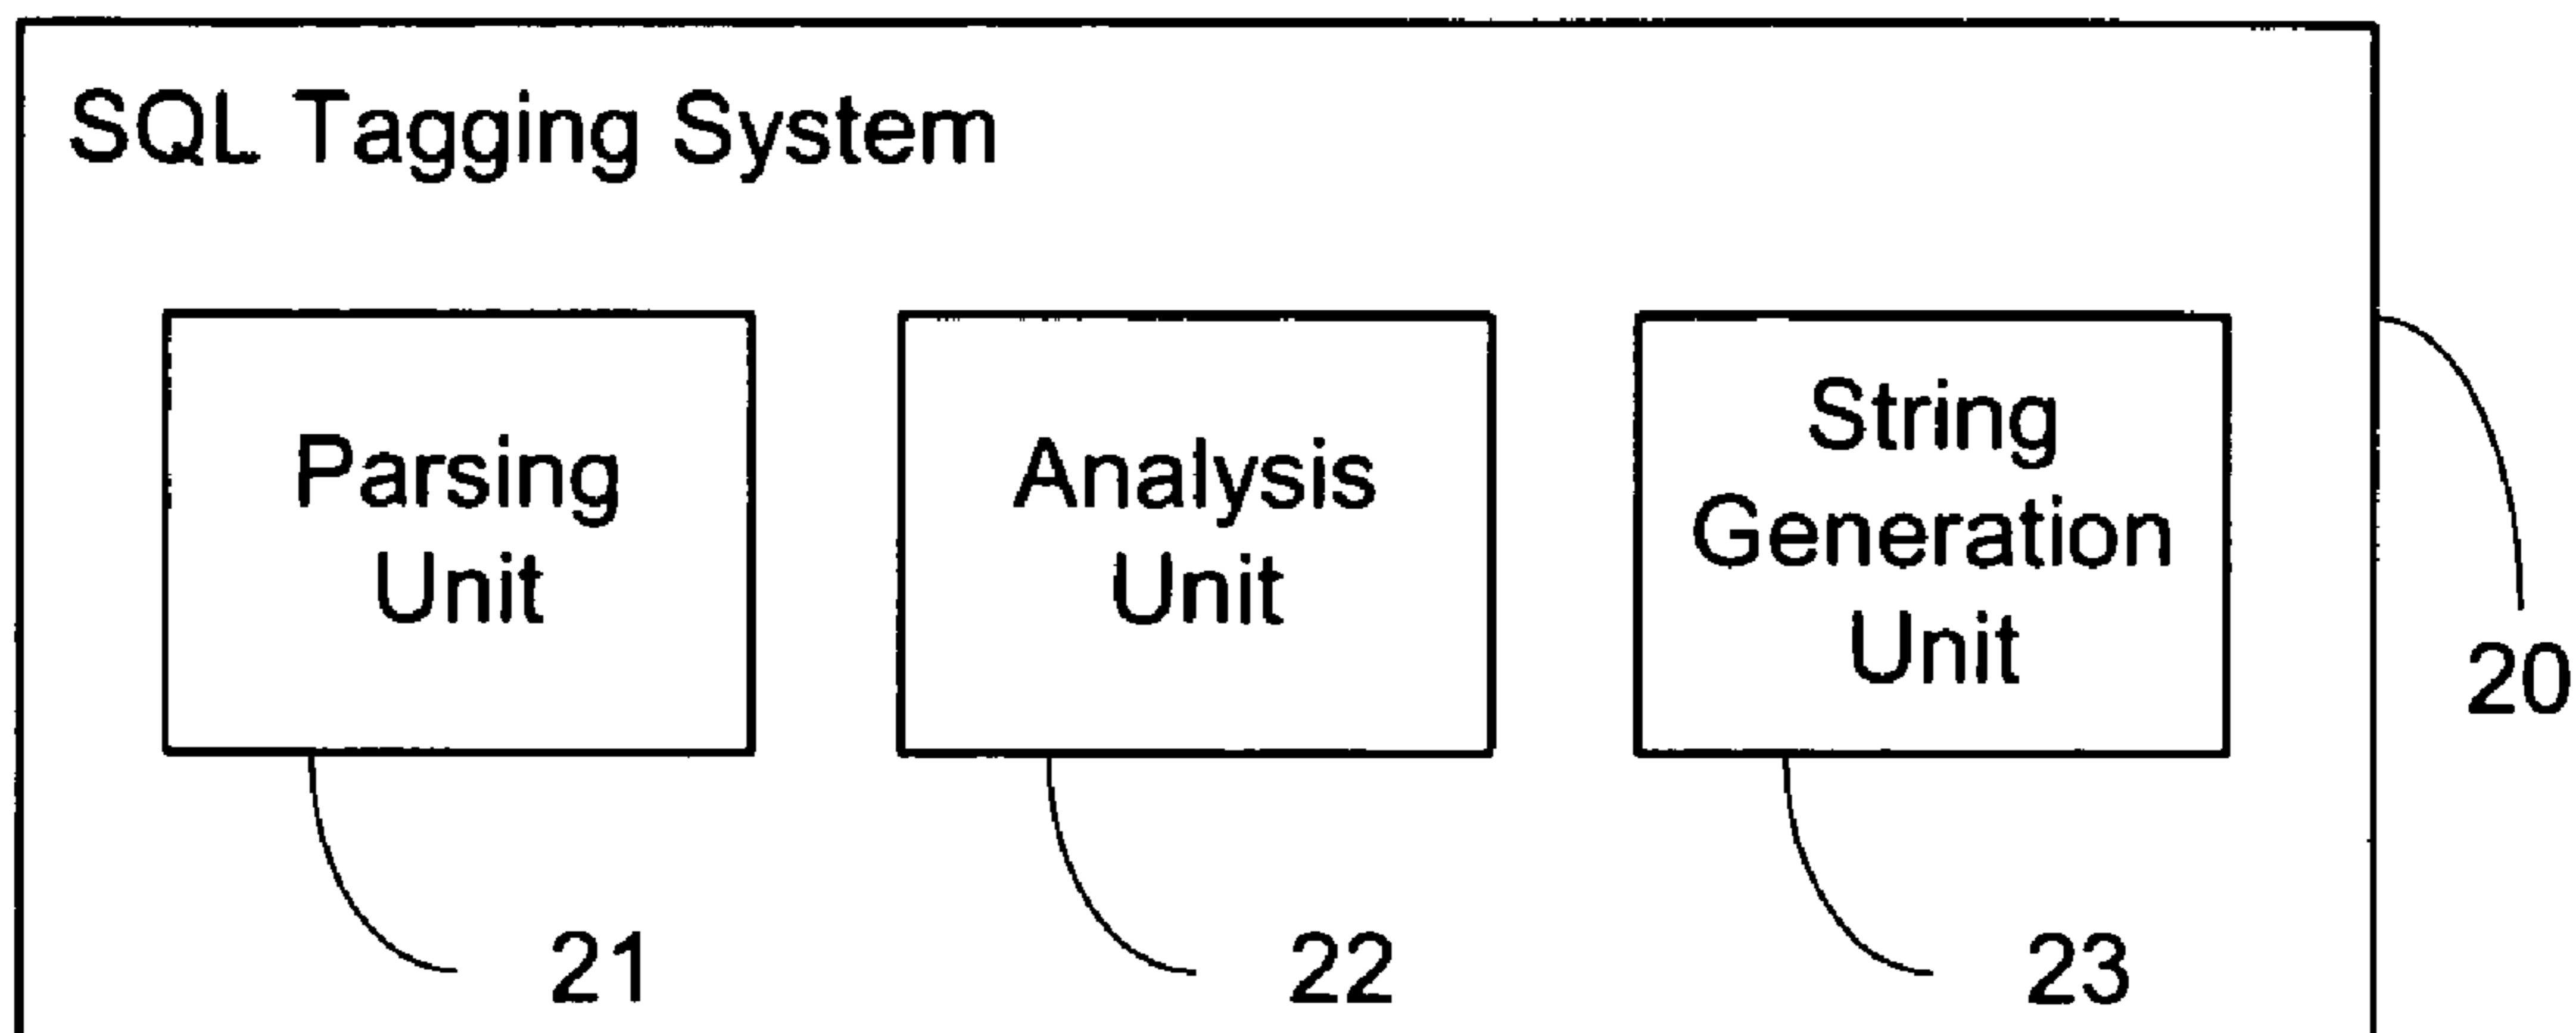 SQL Tagging System
Parsing
Unit
Analysis
Unit
String
Generation
Unit
20
21
22
23